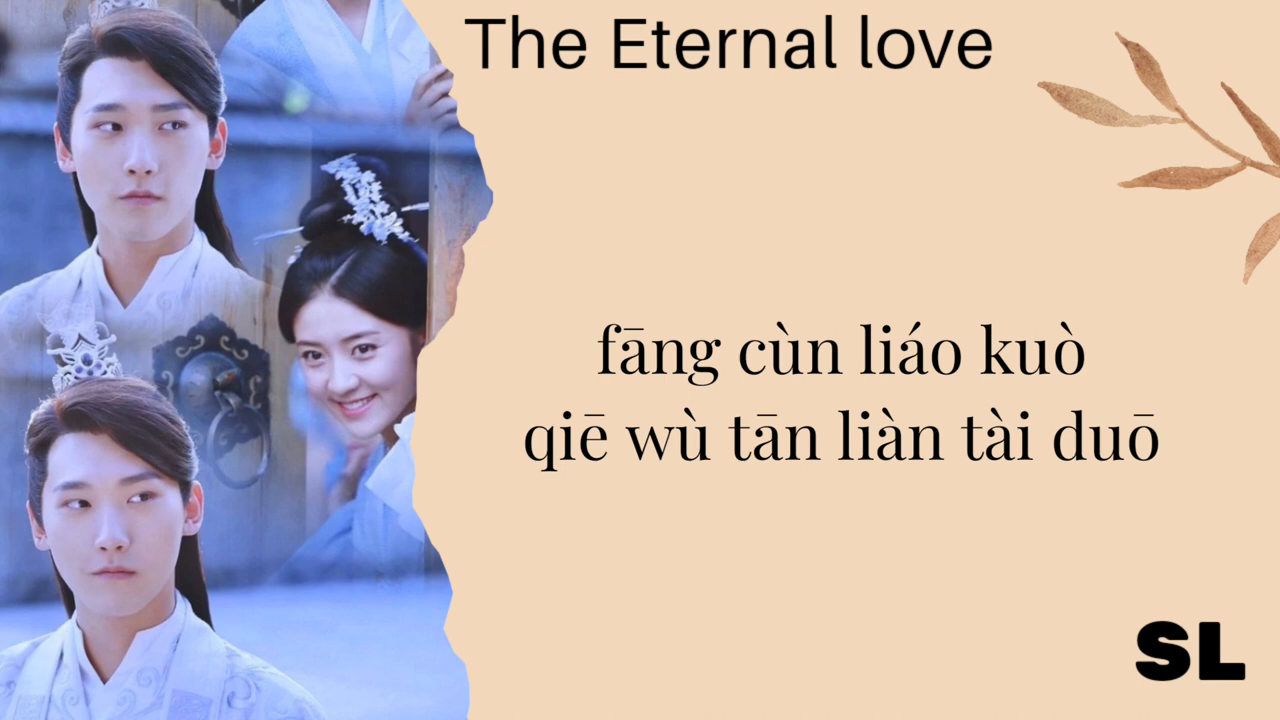 The Eternal love
fāng cùn liáo kuò
qiē wù tān liàn tài duō
SL